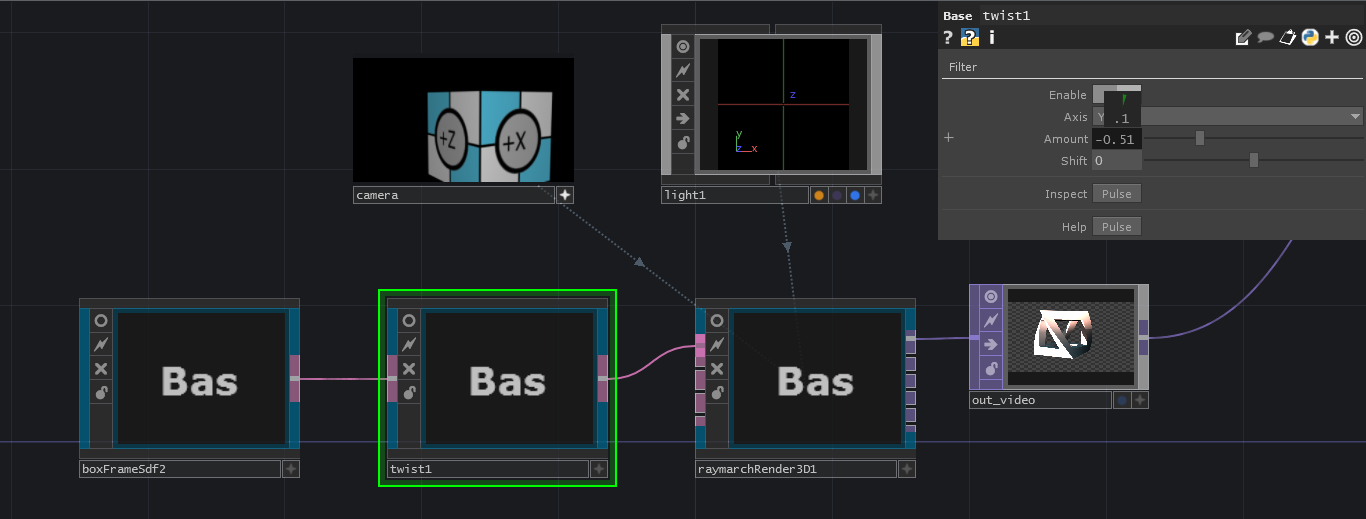 Base twist1
? ? i
Filter
Enable
.1
Axis Y
Amount -0.51
Shift 0
Inspect Pulse
Help Pulse
+Z +X
camera
z
y
z x
light1
Bas
boxFrameSdf2
Bas
twist1
Bas
raymarchRender3D1
out_video